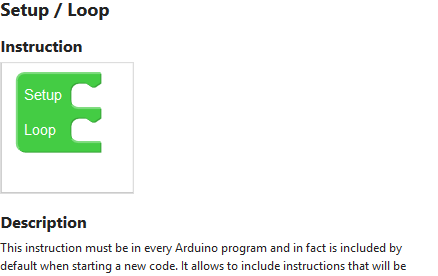 Setup / Loop
Instruction
Setup
Loop
Description
This instruction must be in every Arduino program and in fact is included by
default when starting a new code. It allows to include instructions that will be